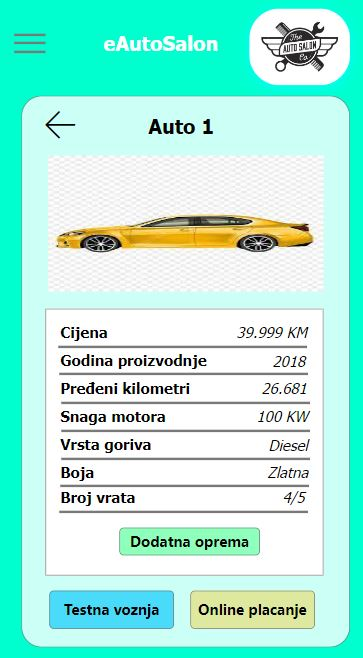 eAutoSalon
The
AUTO SALON
Co.
Auto 1
Cijena 39.999 KM
Godina proizvodnje 2018
Pređeni kilometri 26.681
Snaga motora 100 KW
Vrsta goriva Diesel
Boja Zlatna
Broj vrata 4/5
Dodatna oprema
Testna voznja Online placanje